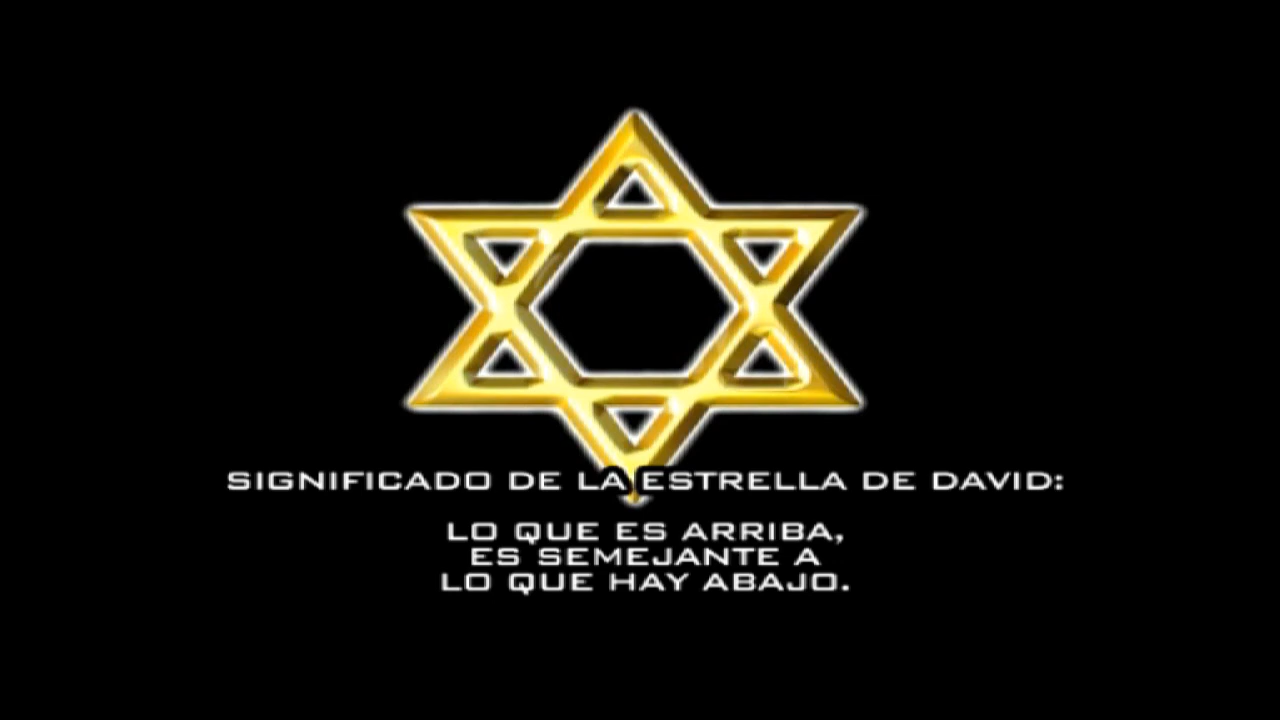 SIGNIFICADO DE LA ESTRELLA DE DAVID:
LO QUE ES ARRIBA,
ES SEMEJANTE A
LO QUE HAY ABAJO.